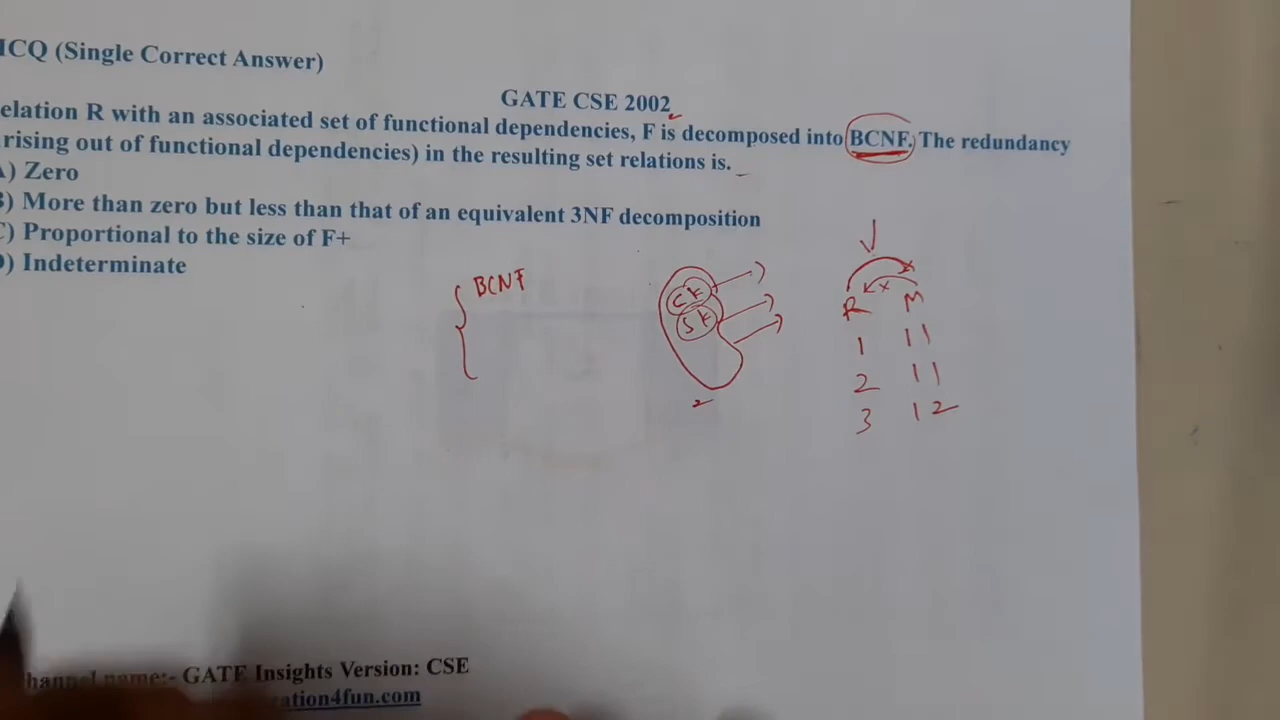 ICQ (Single Correct Answer)
GATE CSE 2002
elation R with an associated set of functional dependencies, F is decomposed into BCNF. The redundancy
rising out of functional dependencies) in the resulting set relations is.
A) Zero
B) More than zero but less than that of an equivalent 3NF decomposition
C) Proportional to the size of F+
D) Indeterminate
BCNF
CK
SK
R M
1 11
2 11
3 12
hannel name:- GATE Insights Version: CSE
ation4fun.com